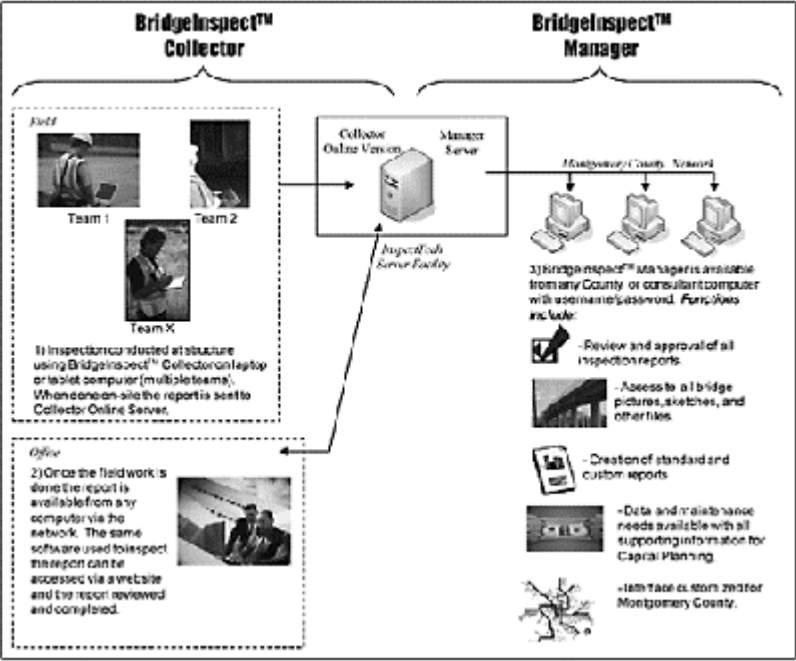 BridgeInspect™
Collector
BridgeInspect™
Manager
Field
Team 1
Team 2
Team X
1) Inspection conducted at structure
using BridgeInspect™ Collector on laptop
or tablet computer (multiple teams).
When done on-site the report is sent to
Collector Online Server.
Office
2) Once the field work is
done the report is
available from any
computer via the
network. The same
software used to inspect
the report can be
accessed via a website
and the report reviewed
and completed.
Collector
Online Version
Manager
Server
InspectTech
Server Facility
Montgomery County Network
3) BridgeInspect™ Manager is available
from any County or consultant computer
with username/password. Functions
include:
- Review and approval of all
inspection reports.
- Access to all bridge
pictures, sketches, and
other files.
- Creation of standard and
custom reports
- Data and maintenance
needs available with all
supporting information for
Capital Planning.
- Interface customized for
Montgomery County.